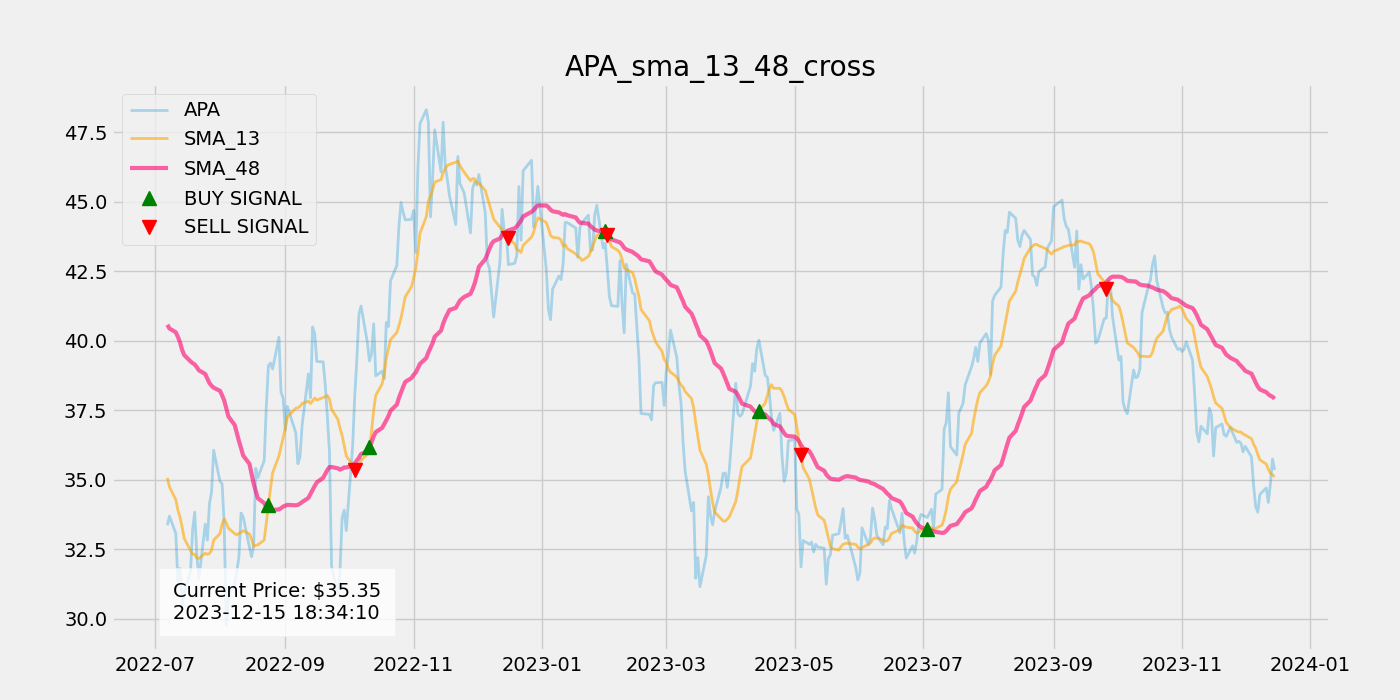 APA_sma_13_48_cross
APA
SMA_13
SMA_48
BUY SIGNAL
SELL SIGNAL
47.5
45.0
42.5
40.0
37.5
35.0
32.5
30.0
Current Price: $35.35
2023-12-15 18:34:10
2022-07 2022-09 2022-11 2023-01 2023-03 2023-05 2023-07 2023-09 2023-11 2024-01